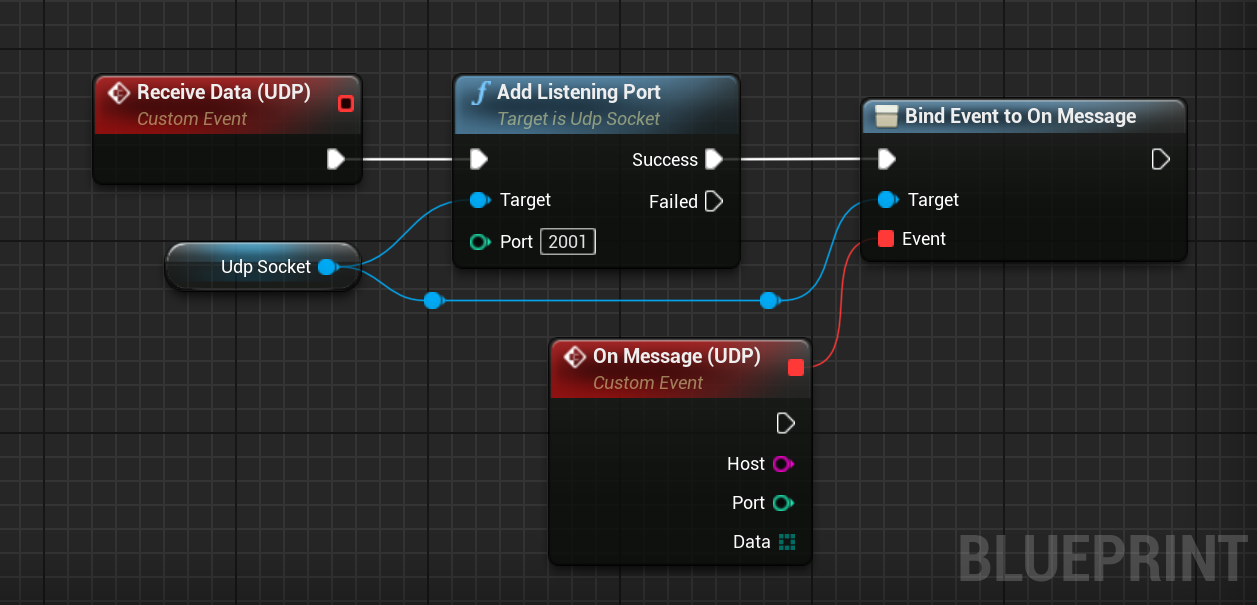 Receive Data (UDP)
Custom Event
Add Listening Port
Target is Udp Socket
Success
Target
Failed
Port 2001
Udp Socket
Bind Event to On Message
Target
Event
On Message (UDP)
Custom Event
Host
Port
Data
BLUEPRINT